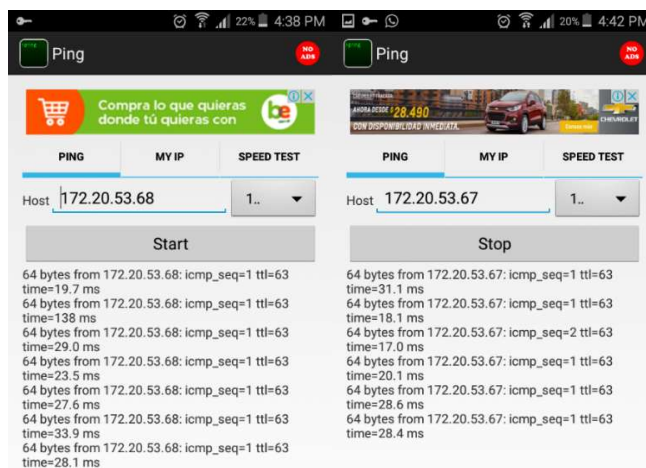 22% 4:38 PM
Ping
NO
ADS
Compra lo que quieras
donde tú quieras con
be
PING MY IP SPEED TEST
Host 172.20.53.68 1..
Start
64 bytes from 172.20.53.68: icmp_seq=1 ttl=63
time=19.7 ms
64 bytes from 172.20.53.68: icmp_seq=1 ttl=63
time=138 ms
64 bytes from 172.20.53.68: icmp_seq=1 ttl=63
time=29.0 ms
64 bytes from 172.20.53.68: icmp_seq=1 ttl=63
time=23.5 ms
64 bytes from 172.20.53.68: icmp_seq=1 ttl=63
time=27.6 ms
64 bytes from 172.20.53.68: icmp_seq=1 ttl=63
time=33.9 ms
64 bytes from 172.20.53.68: icmp_seq=1 ttl=63
time=28.1 ms
20% 4:42 PM
Ping
NO
ADS
AHORA DESDE $28.490
CON DISPONIBILIDAD INMEDIATA.
CHEVROLET
PING MY IP SPEED TEST
Host 172.20.53.67 1..
Stop
64 bytes from 172.20.53.67: icmp_seq=1 ttl=63
time=31.1 ms
64 bytes from 172.20.53.67: icmp_seq=1 ttl=63
time=18.1 ms
64 bytes from 172.20.53.67: icmp_seq=2 ttl=63
time=17.0 ms
64 bytes from 172.20.53.67: icmp_seq=1 ttl=63
time=20.1 ms
64 bytes from 172.20.53.67: icmp_seq=1 ttl=63
time=28.6 ms
64 bytes from 172.20.53.67: icmp_seq=1 ttl=63
time=28.4 ms